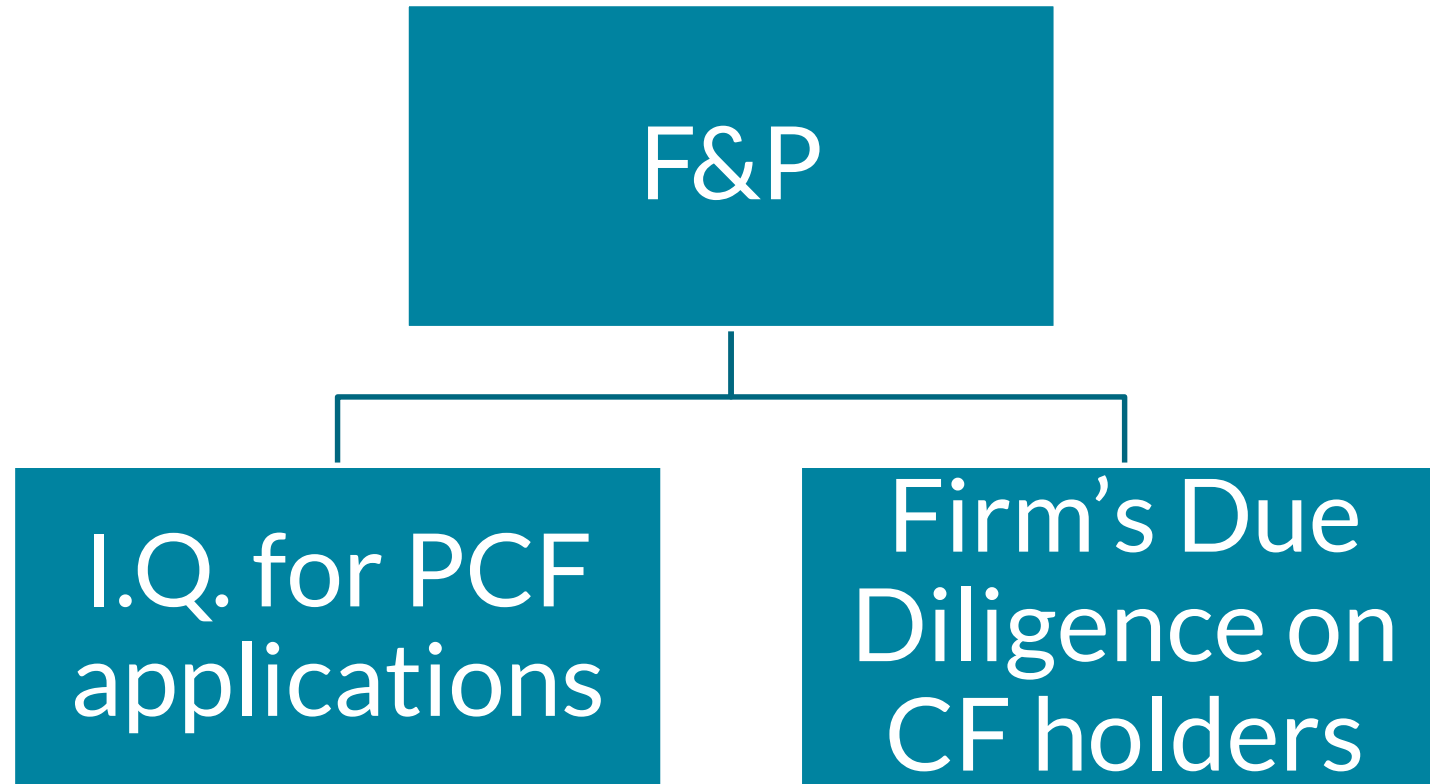 F&P
I.Q. for PCF
applications
Firm’s Due
Diligence on
CF holders